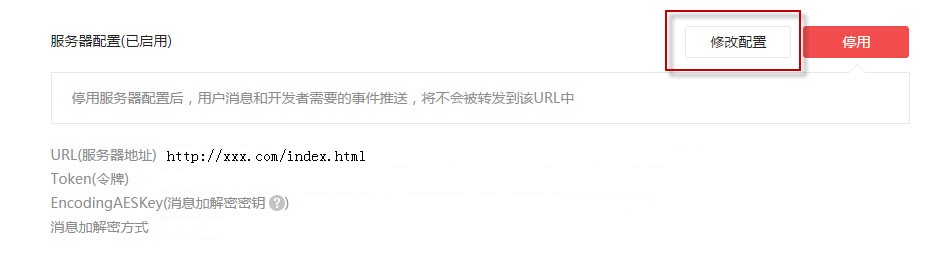 服务器配置(已启用) 修改配置 停用
停用服务器配置后，用户消息和开发者需要的事件推送，将不会被转发到该URL中
URL(服务器地址) http://xxx.com/index.html
Token(令牌)
EncodingAESKey(消息加解密密钥 ?)
消息加解密方式